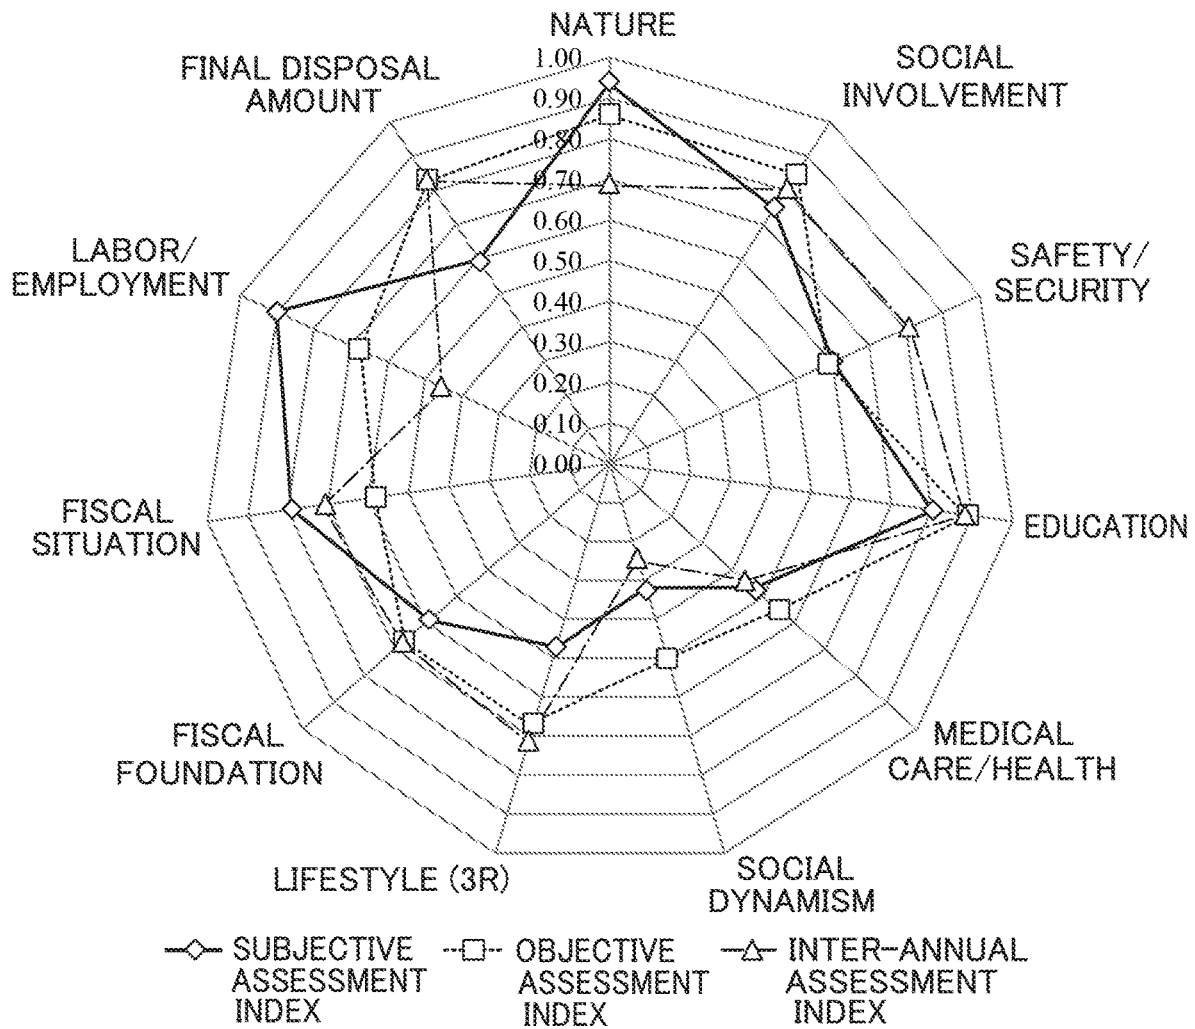 NATURE
SOCIAL
INVOLVEMENT
FINAL DISPOSAL
AMOUNT
1.00
0.90
0.80
0.70
0.60
0.50
0.40
0.30
0.20
0.10
0.00
LABOR/
EMPLOYMENT
SAFETY/
SECURITY
FISCAL
SITUATION
EDUCATION
FISCAL
FOUNDATION
MEDICAL
CARE/HEALTH
LIFESTYLE (3R)
SOCIAL
DYNAMISM
SUBJECTIVE
ASSESSMENT
INDEX
OBJECTIVE
ASSESSMENT
INDEX
INTER-ANNUAL
ASSESSMENT
INDEX